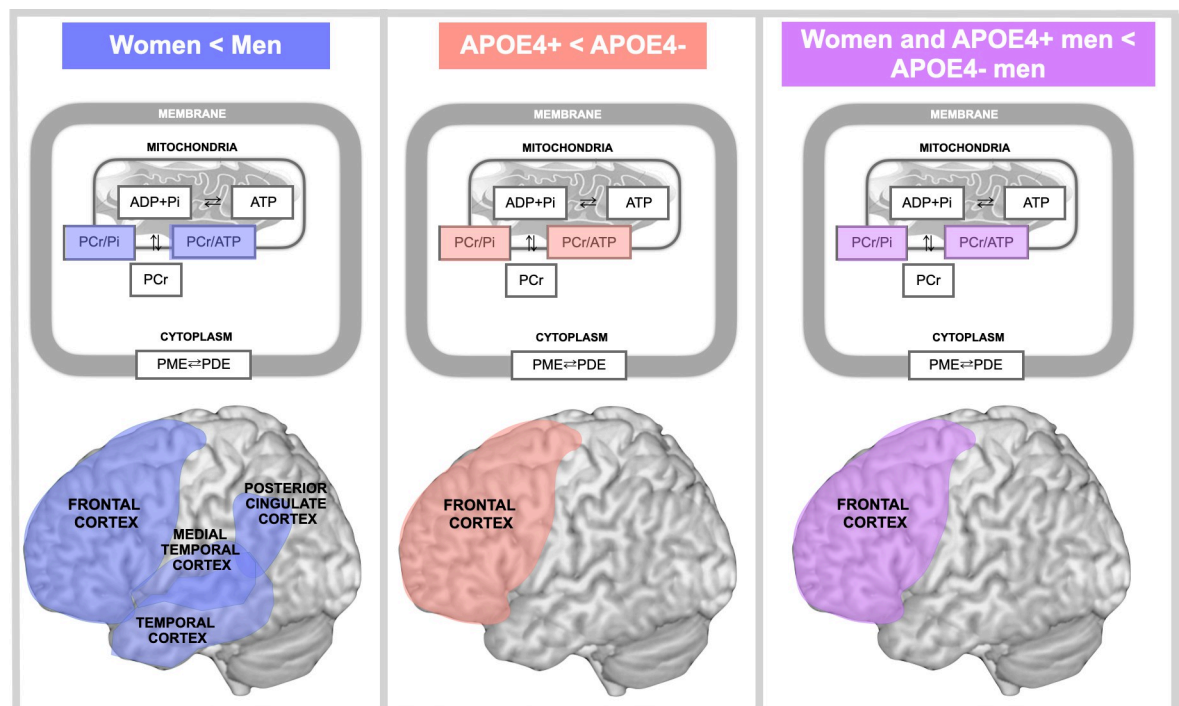 Women < Men
MEMBRANE
MITOCHONDRIA
ADP+Pi ⇄ ATP
PCr/Pi ⇅ PCr/ATP
PCr
CYTOPLASM
PME⇄PDE
FRONTAL
CORTEX
POSTERIOR
CINGULATE
CORTEX
MEDIAL
TEMPORAL
CORTEX
TEMPORAL
CORTEX
APOE4+ < APOE4-
MEMBRANE
MITOCHONDRIA
ADP+Pi ⇄ ATP
PCr/Pi ⇅ PCr/ATP
PCr
CYTOPLASM
PME⇄PDE
FRONTAL
CORTEX
Women and APOE4+ men <
APOE4- men
MEMBRANE
MITOCHONDRIA
ADP+Pi ⇄ ATP
PCr/Pi ⇅ PCr/ATP
PCr
CYTOPLASM
PME⇄PDE
FRONTAL
CORTEX